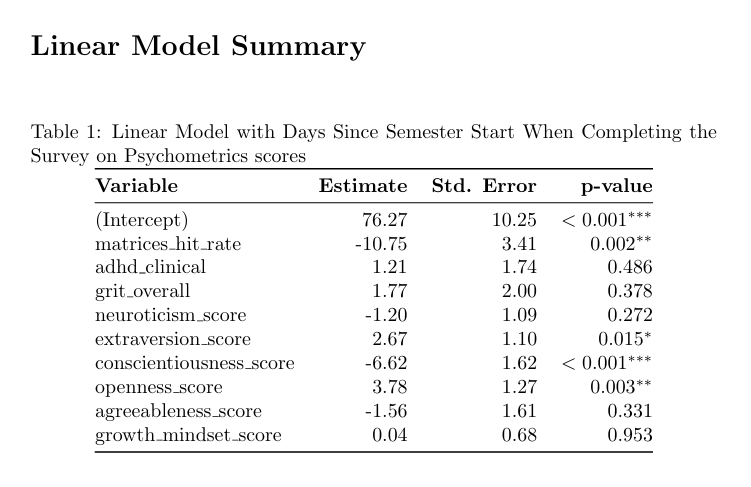 Linear Model Summary
Table 1: Linear Model with Days Since Semester Start When Completing the
Survey on Psychometrics scores
Variable Estimate Std. Error p-value
(Intercept) 76.27 10.25 < 0.001***
matrices_hit_rate -10.75 3.41 0.002**
adhd_clinical 1.21 1.74 0.486
grit_overall 1.77 2.00 0.378
neuroticism_score -1.20 1.09 0.272
extraversion_score 2.67 1.10 0.015*
conscientiousness_score -6.62 1.62 < 0.001***
openness_score 3.78 1.27 0.003**
agreeableness_score -1.56 1.61 0.331
growth_mindset_score 0.04 0.68 0.953